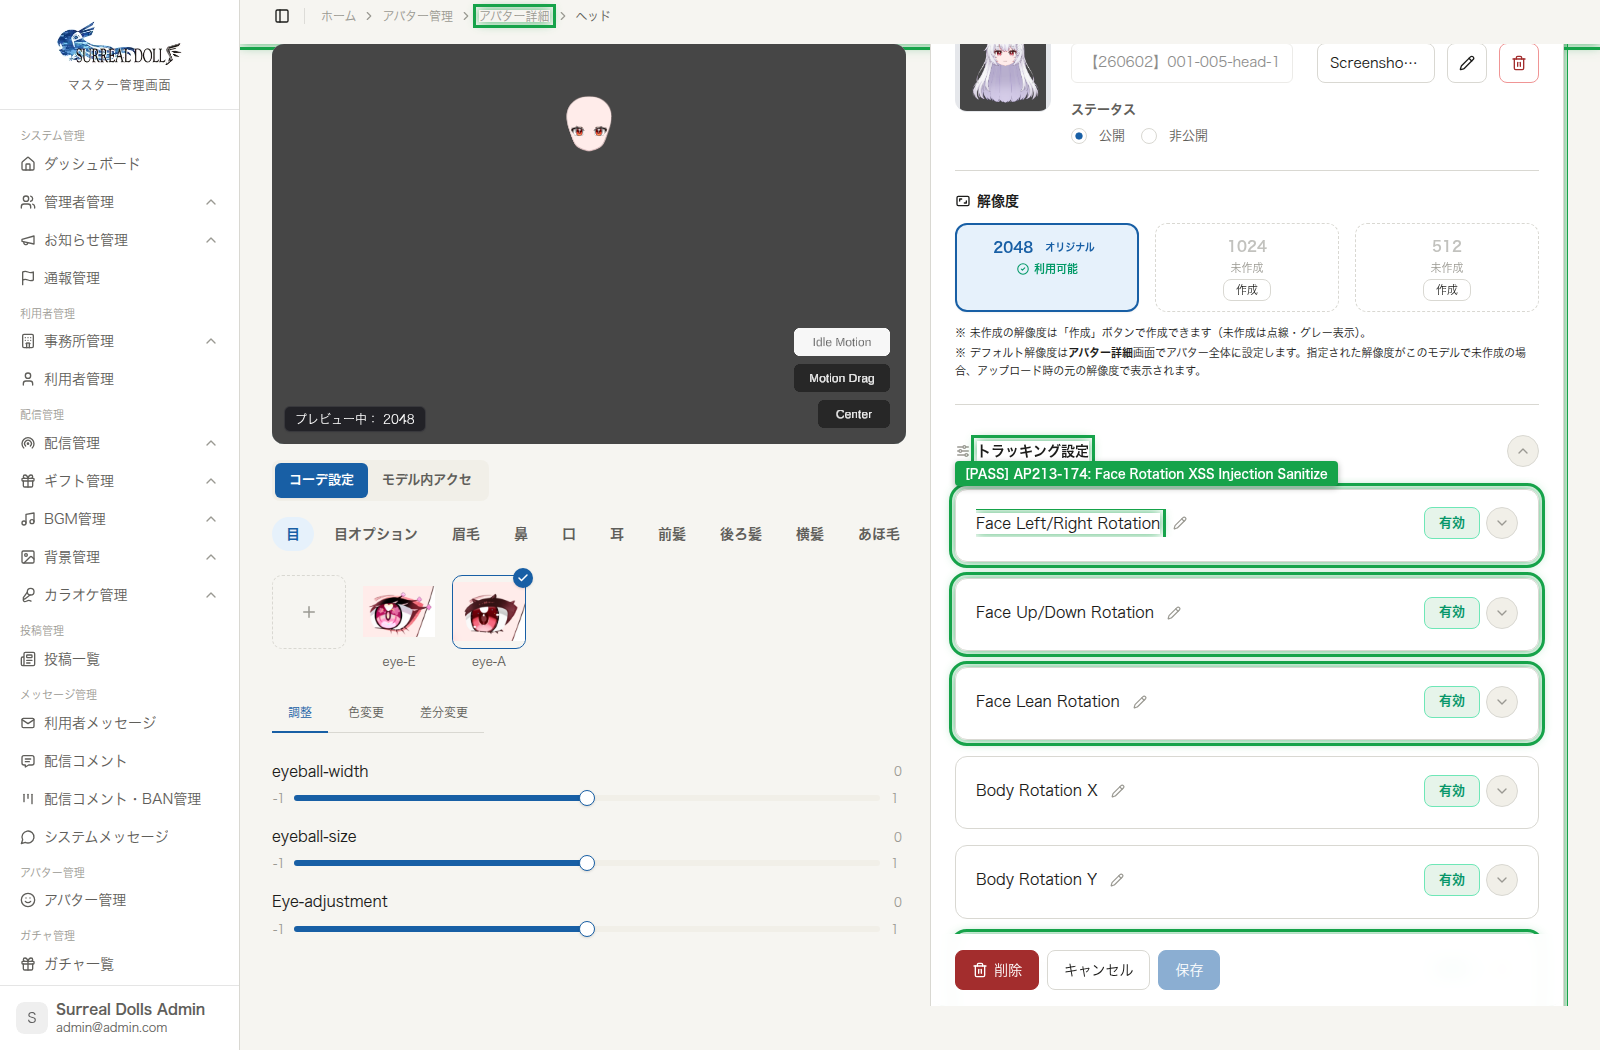 SURREAL DOLL
マスター管理画面
システム管理
ダッシュボード
管理者管理
お知らせ管理
通報管理
利用者管理
事務所管理
利用者管理
配信管理
配信管理
ギフト管理
BGM管理
背景管理
カラオケ管理
投稿管理
投稿一覧
メッセージ管理
利用者メッセージ
配信コメント
配信コメント・BAN管理
システムメッセージ
アバター管理
アバター管理
ガチャ管理
ガチャ一覧
S
Surreal Dolls Admin
admin@admin.com
ホーム
アバター管理
アバター詳細
ヘッド
Idle Motion
Motion Drag
Center
プレビュー中： 2048
コーデ設定
モデル内アクセ
目
目オプション
眉毛
鼻
口
耳
前髪
後ろ髪
横髪
あほ毛
eye-E
eye-A
調整
色変更
差分変更
eyeball-width
0
-1
1
eyeball-size
0
-1
1
Eye-adjustment
0
-1
1
【260602】001-005-head-1
Screensho···
ステータス
公開
非公開
解像度
2048 オリジナル
利用可能
1024
未作成
作成
512
未作成
作成
※ 未作成の解像度は「作成」ボタンで作成できます（未作成は点線・グレー表示）。
※ デフォルト解像度はアバター詳細画面でアバター全体に設定します。指定された解像度がこのモデルで未作成の場
合、アップロード時の元の解像度で表示されます。
トラッキング設定
[PASS] AP213-174: Face Rotation XSS Injection Sanitize
Face Left/Right Rotation
有効
Face Up/Down Rotation
有効
Face Lean Rotation
有効
Body Rotation X
有効
Body Rotation Y
有効
削除
キャンセル
保存